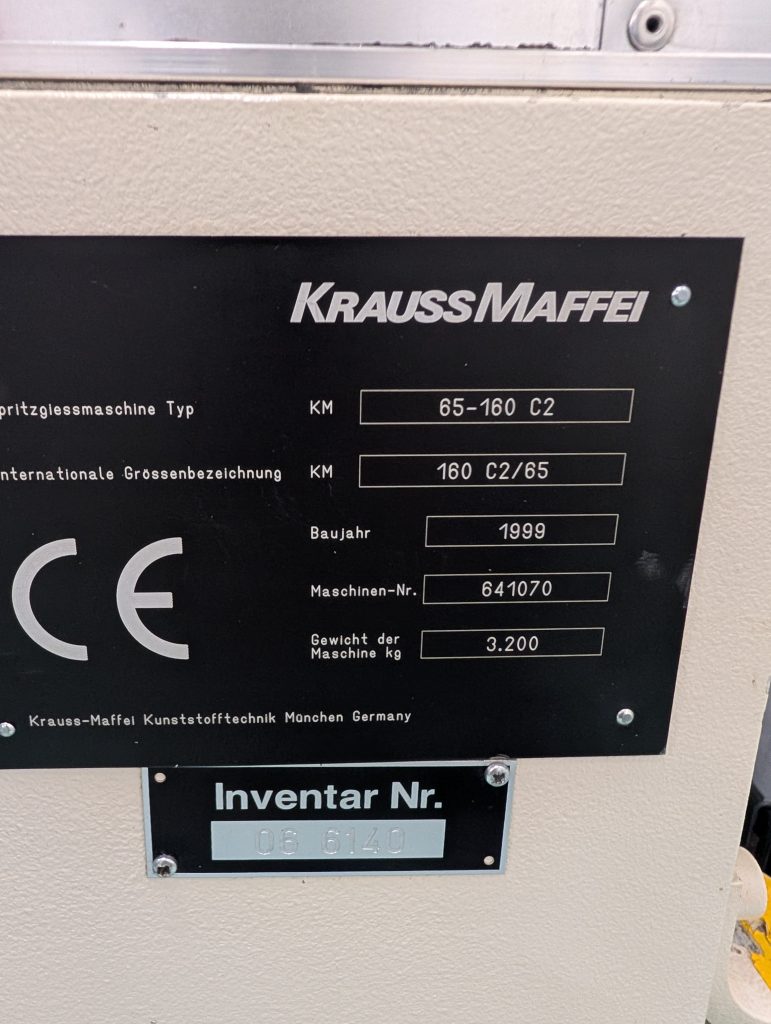 KRAUSSMAFFEI
pritzgiessmaschine Typ KM 65-160 C2
nternationale Grössenbezeichnung KM 160 C2/65
Baujahr 1999
Maschinen-Nr. 641070
Gewicht der
Maschine kg 3.200
CE
Krauss-Maffei Kunststofftechnik München Germany
Inventar Nr.
06 6140